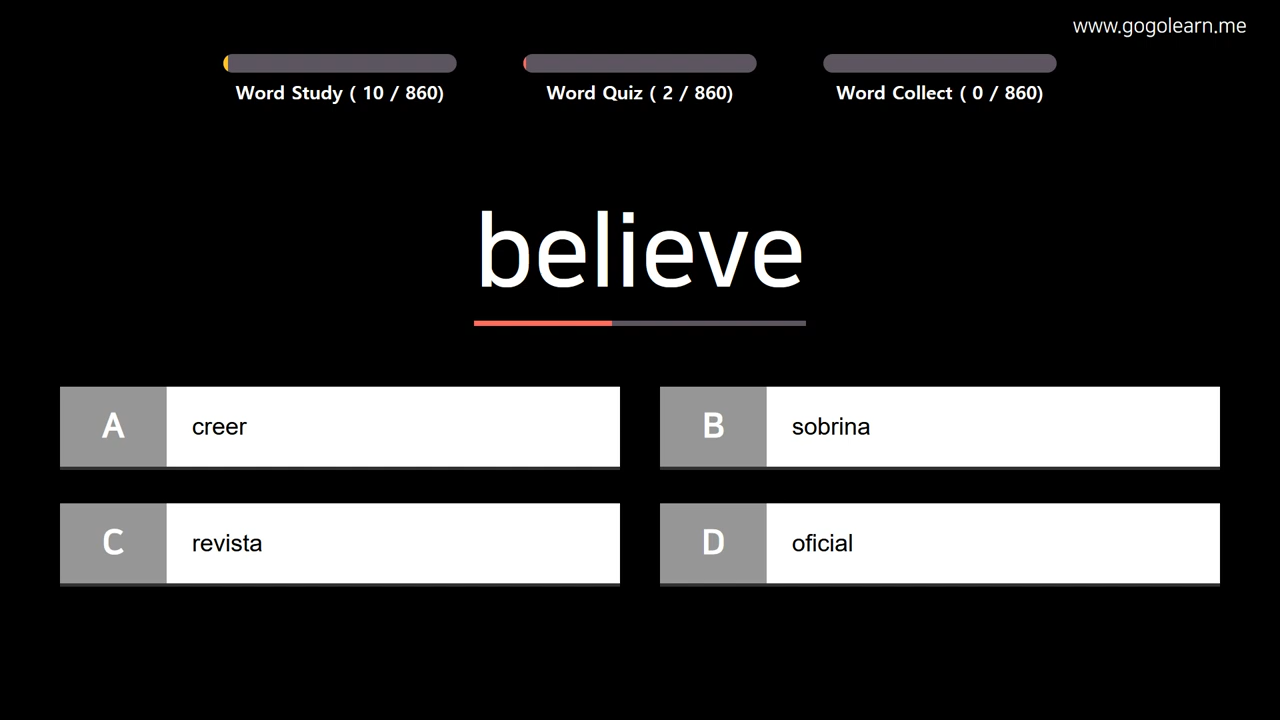 www.gogolearn.me
Word Study ( 10 / 860)
Word Quiz ( 2 / 860)
Word Collect ( 0 / 860)
believe
A creer
B sobrina
C revista
D oficial